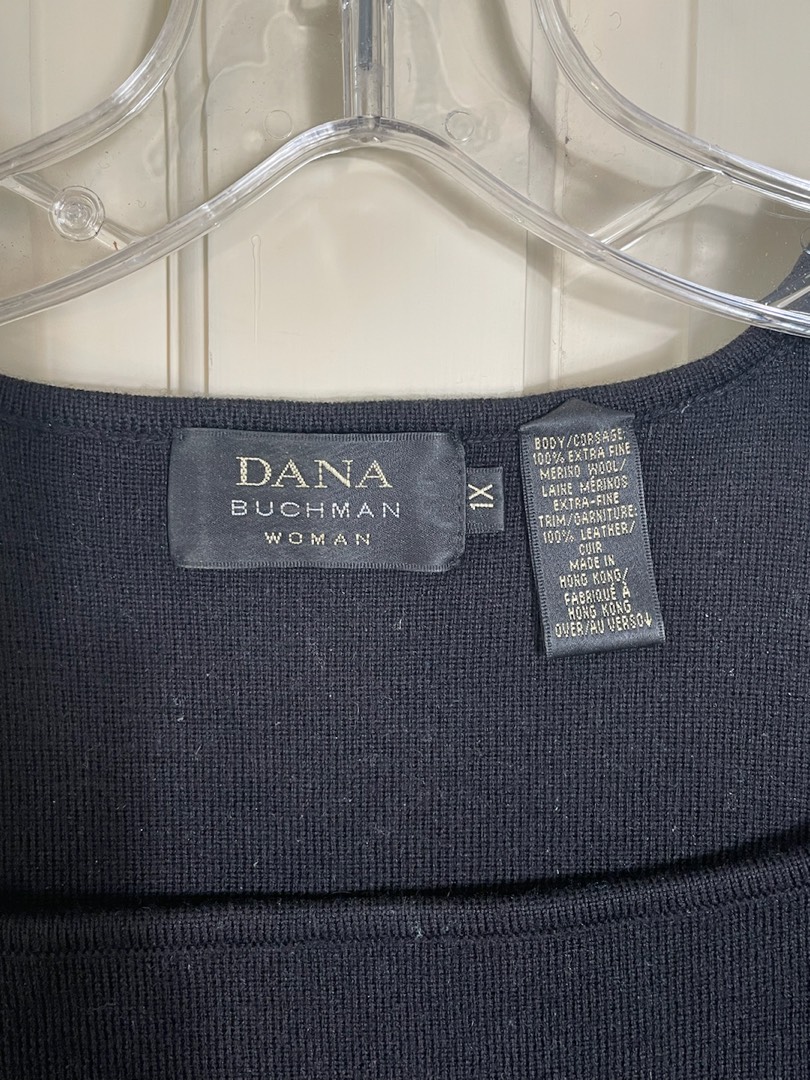 DANA
BUCHMAN
WOMAN
1X
BODY/CORSAGE:
100% EXTRA FINE
MERINO WOOL/
LAINE MÉRINOS
EXTRA-FINE
TRIM/GARNITURE:
100% LEATHER/
CUIR
MADE IN
HONG KONG/
FABRIQUÉ À
HONG KONG
OVER/AU VERSO↓